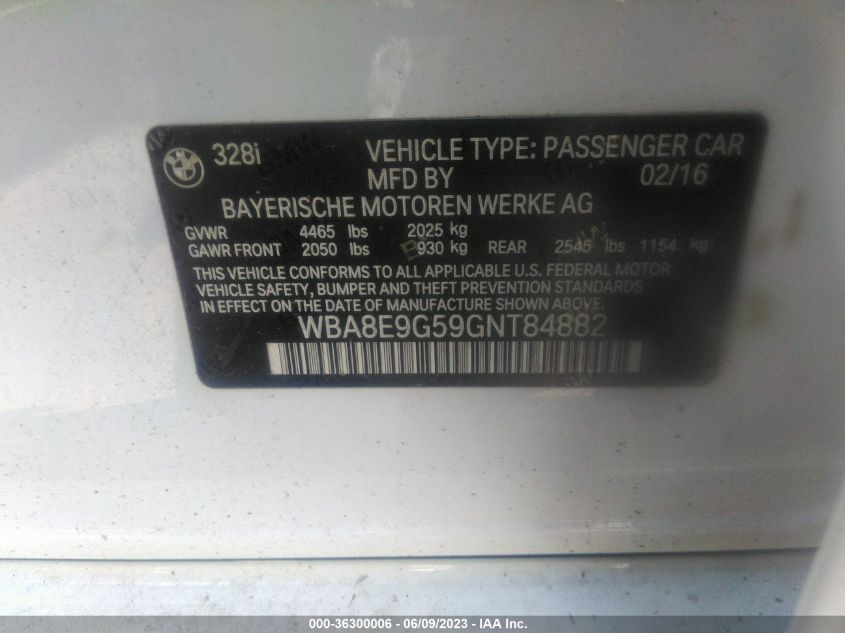 BMW 328i VEHICLE TYPE: PASSENGER CAR
MFD BY 02/16
BAYERISCHE MOTOREN WERKE AG
GVWR 4465 lbs 2025 kg
GAWR FRONT 2050 lbs 930 kg REAR 2545 lbs 1154 kg
THIS VEHICLE CONFORMS TO ALL APPLICABLE U.S. FEDERAL MOTOR
VEHICLE SAFETY, BUMPER AND THEFT PREVENTION STANDARDS
IN EFFECT ON THE DATE OF MANUFACTURE SHOWN ABOVE.
WBA8E9G59GNT84882
000-36300006 / 06/09/2023 - IAA Inc.